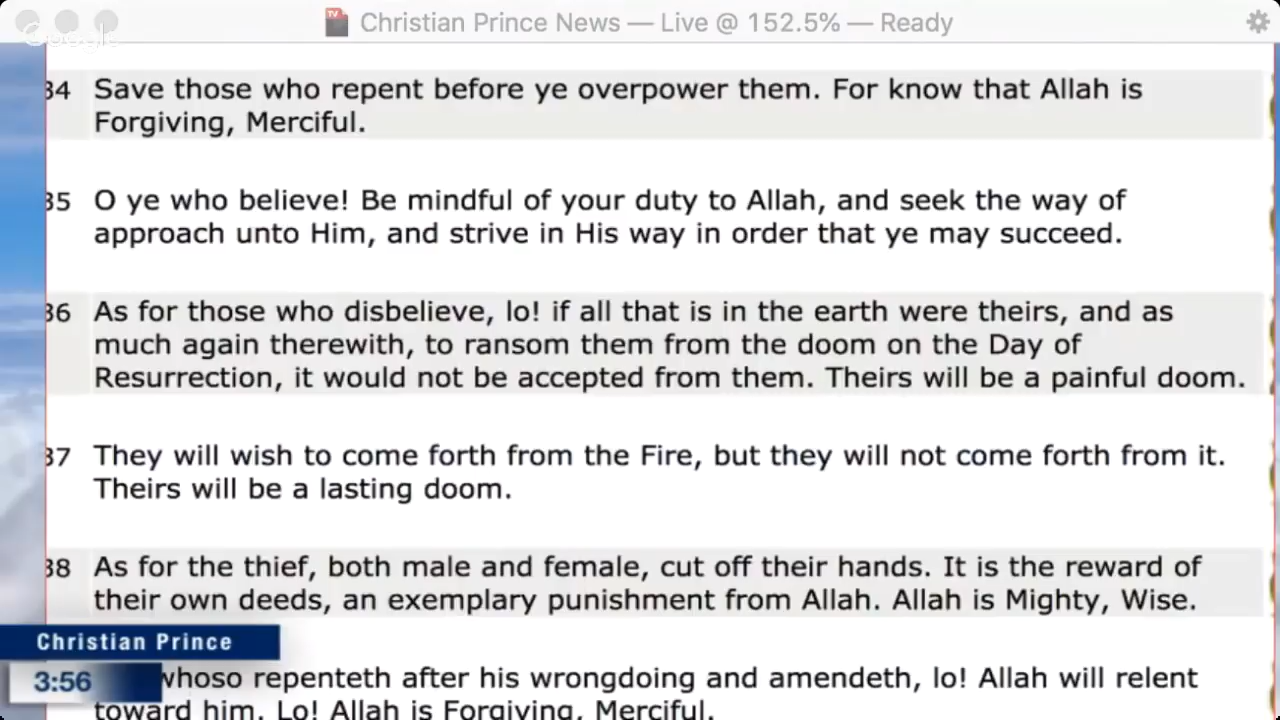 Christian Prince News — Live @ 152.5% — Ready
Google
34 Save those who repent before ye overpower them. For know that Allah is
Forgiving, Merciful.
35 O ye who believe! Be mindful of your duty to Allah, and seek the way of
approach unto Him, and strive in His way in order that ye may succeed.
36 As for those who disbelieve, lo! if all that is in the earth were theirs, and as
much again therewith, to ransom them from the doom on the Day of
Resurrection, it would not be accepted from them. Theirs will be a painful doom.
37 They will wish to come forth from the Fire, but they will not come forth from it.
Theirs will be a lasting doom.
38 As for the thief, both male and female, cut off their hands. It is the reward of
their own deeds, an exemplary punishment from Allah. Allah is Mighty, Wise.
whoso repenteth after his wrongdoing and amendeth, lo! Allah will relent
toward him. Lo! Allah is Forgiving, Merciful.
Christian Prince
3:56